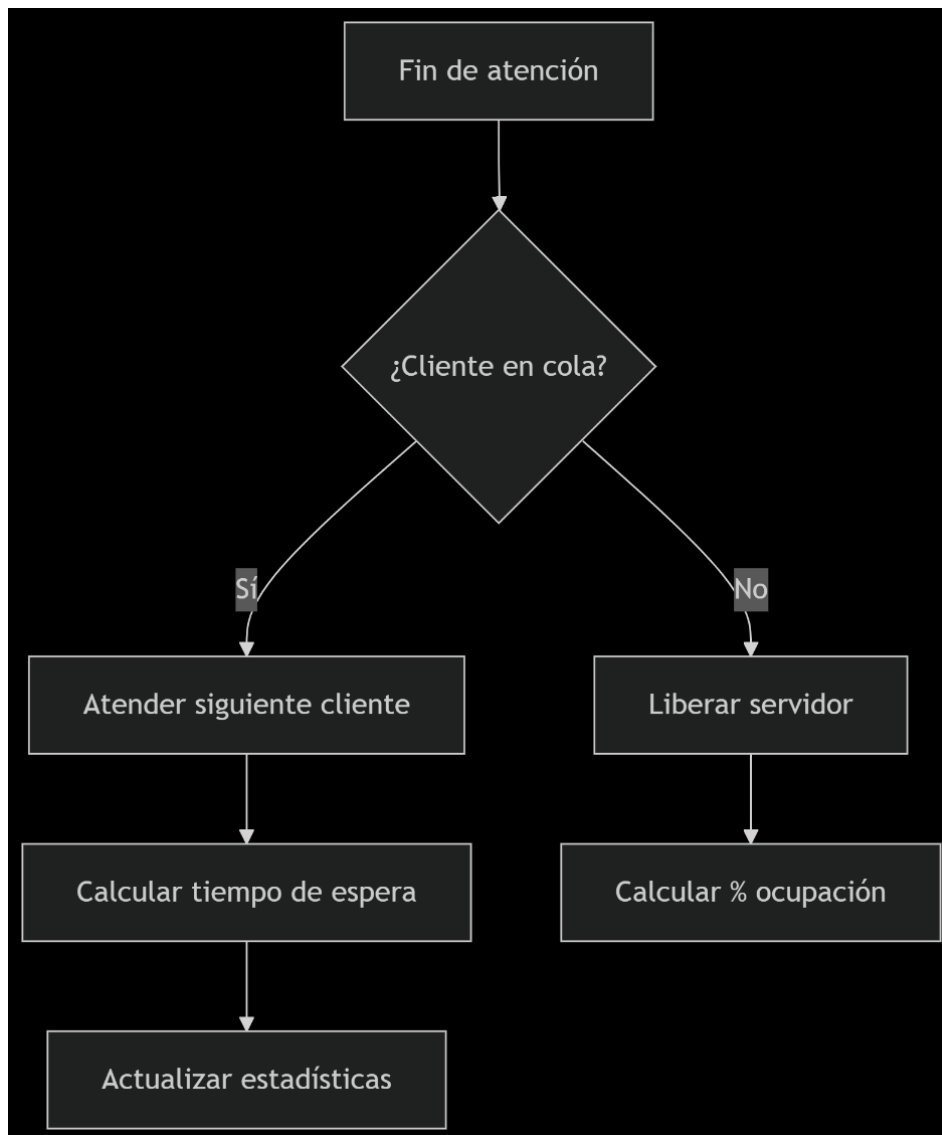 Fin de atención
¿Cliente en cola?
Sí
No
Atender siguiente cliente
Liberar servidor
Calcular tiempo de espera
Calcular % ocupación
Actualizar estadísticas